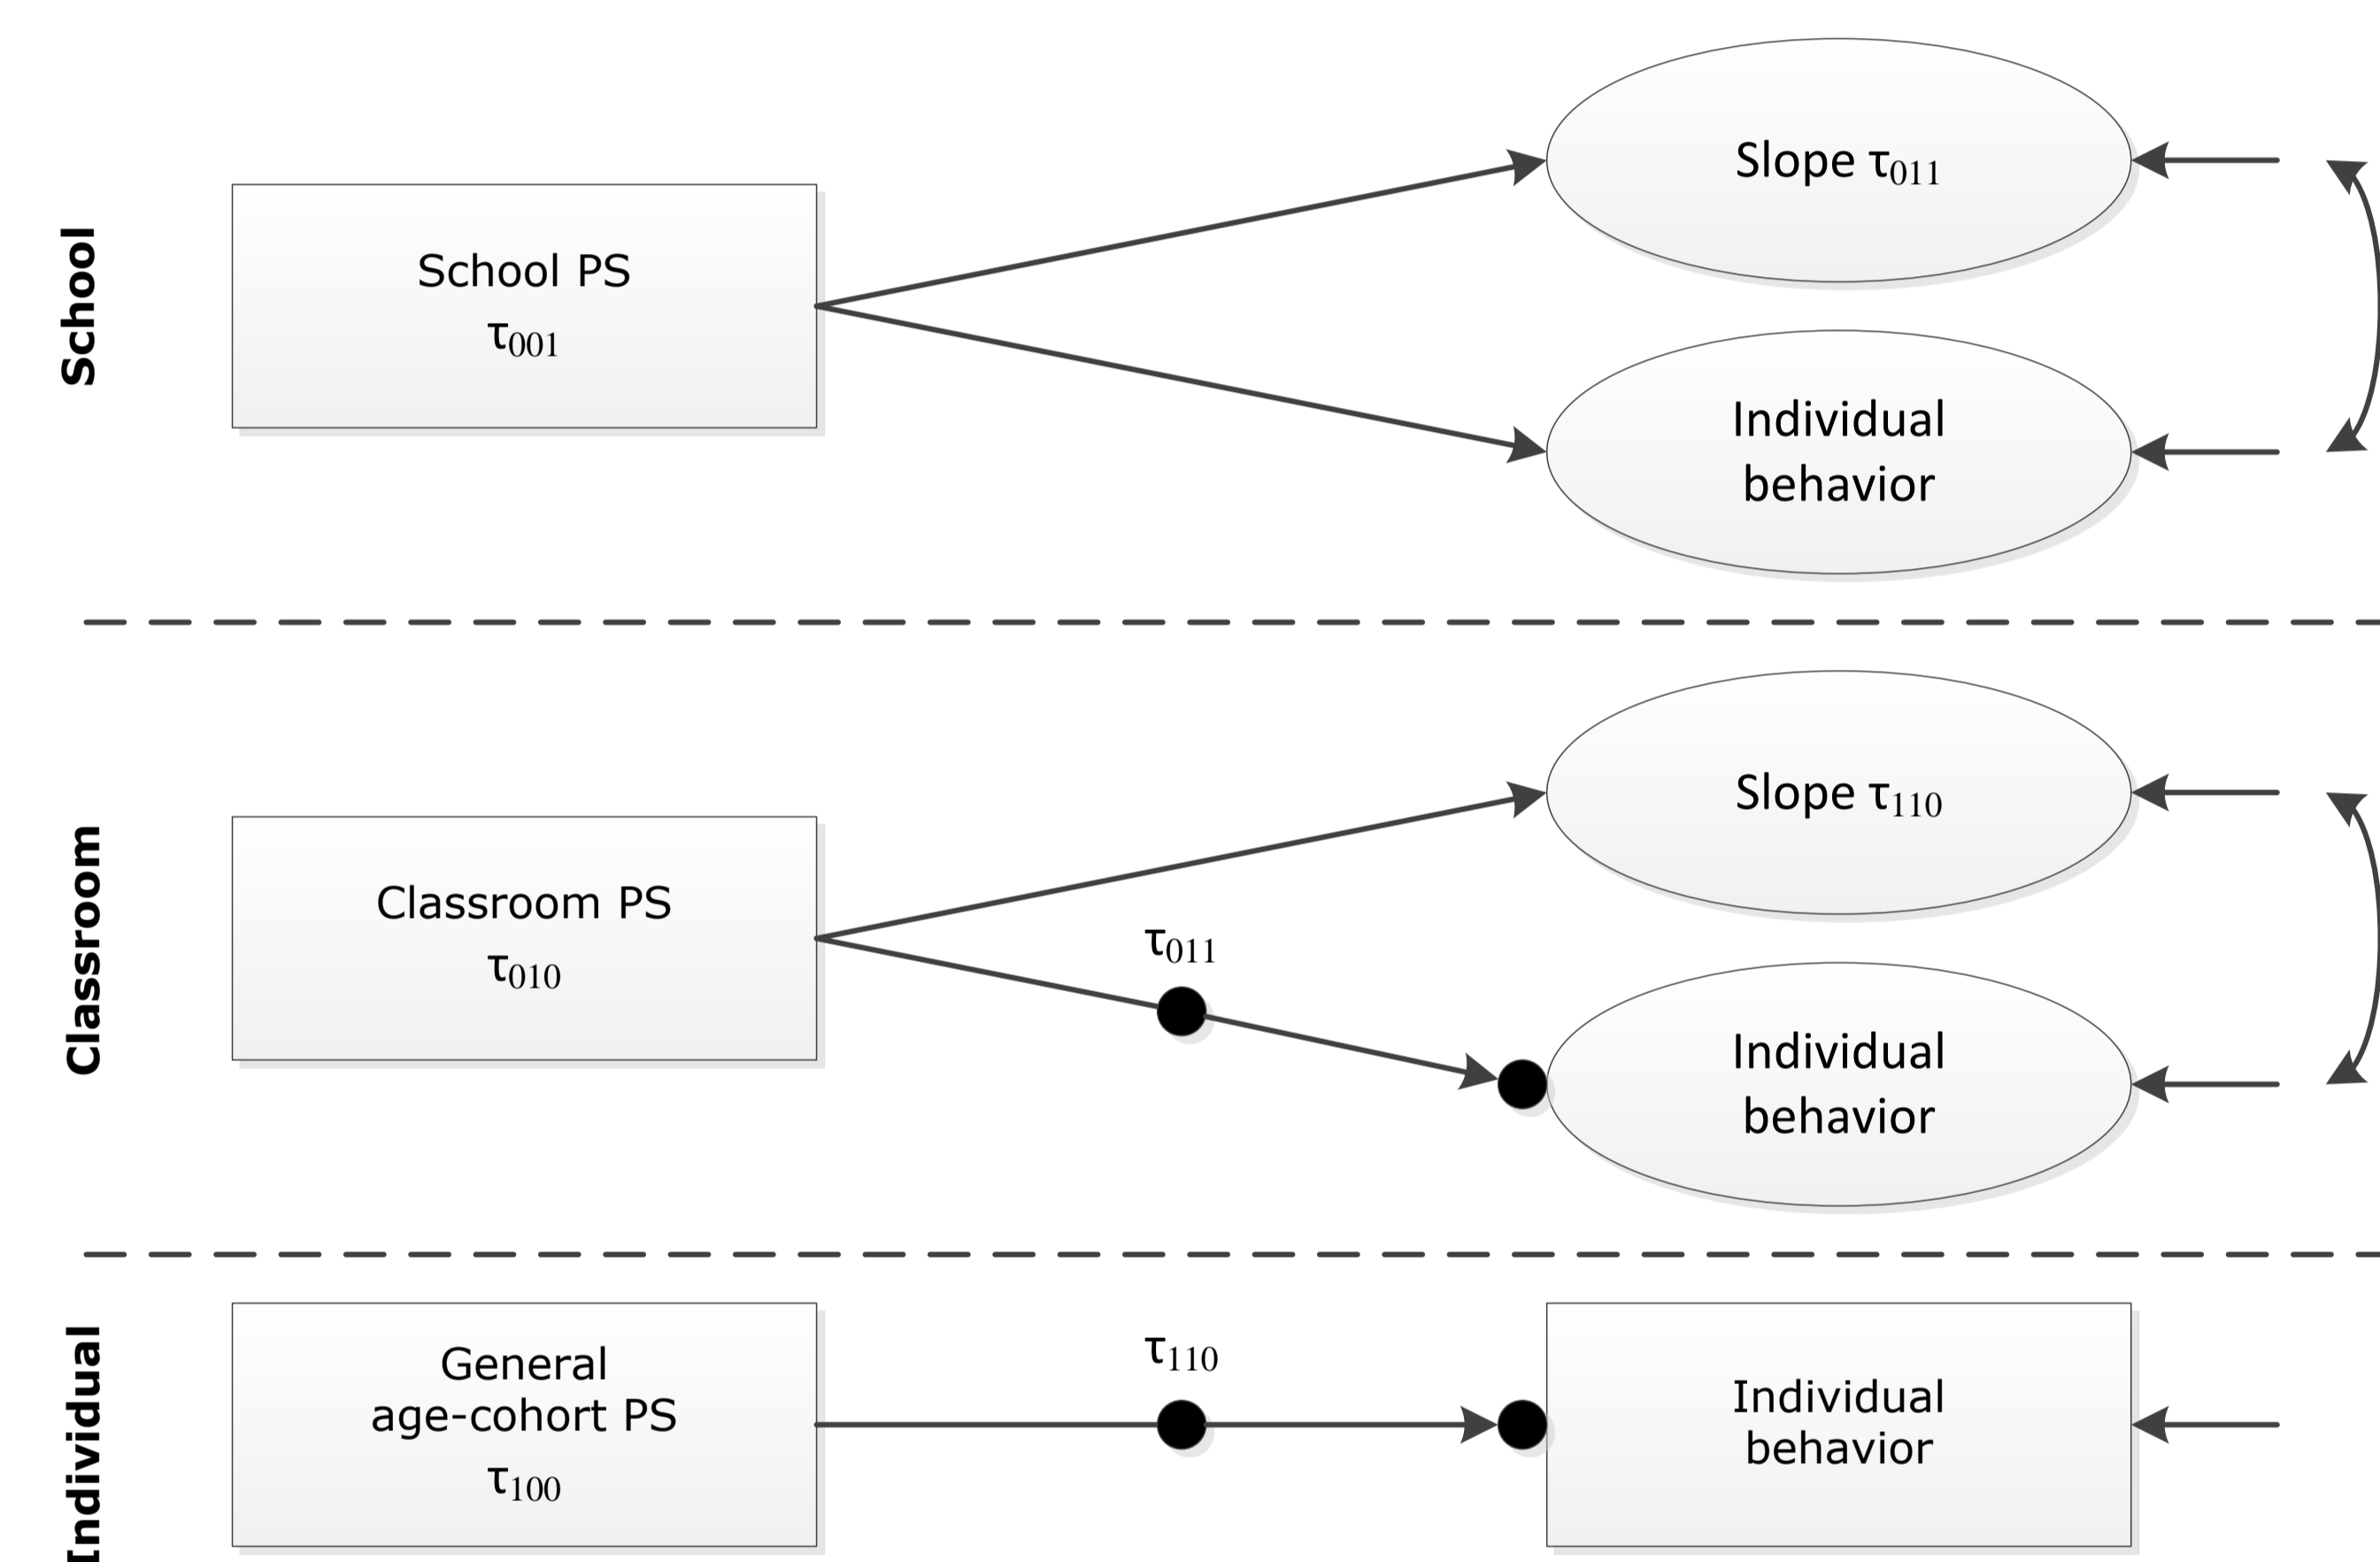 School
School PS
τ001
Slope τ011
Individual
behavior
Classroom
Classroom PS
τ010
Slope τ110
τ011
Individual
behavior
Individual
General
age-cohort PS
τ100
τ110
Individual
behavior